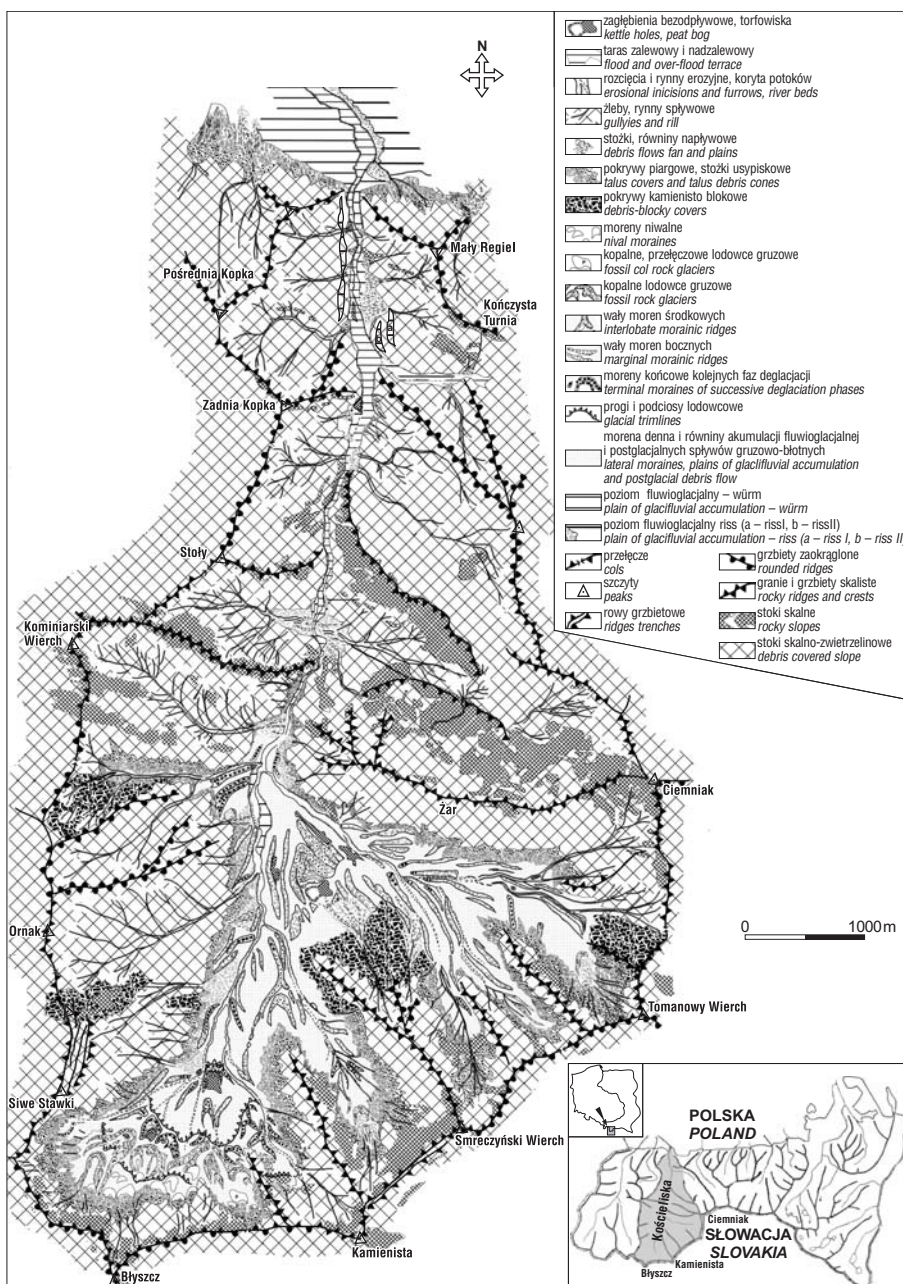 N
Mały Regiel
Pośrednia Kopka
Kończysta
Turnia
Zadnia Kopka
Stoły
Kominiarski
Wierch
Ciemniak
Żar
Ornak
Tomanowy Wierch
Siwe Stawki
Smreczyński Wierch
Kamienista
Błyszcz
zagłębienia bezodpływowe, torfowiska
kettle holes, peat bog
taras zalewowy i nadzalewowy
flood and over-flood terrace
rozcięcia i rynny erozyjne, koryta potoków
erosional inicisions and furrows, river beds
żleby, rynny spływowe
gullyies and rill
stożki, równiny napływowe
debris flows fan and plains
pokrywy piargowe, stożki usypiskowe
talus covers and talus debris cones
pokrywy kamienisto blokowe
debris-blocky covers
moreny niwalne
nival moraines
kopalne, przełęczowe lodowce gruzowe
fossil col rock glaciers
kopalne lodowce gruzowe
fossil rock glaciers
wały moren środkowych
interlobate morainic ridges
wały moren bocznych
marginal morainic ridges
moreny końcowe kolejnych faz deglacjacji
terminal moraines of successive deglaciation phases
progi i podciosy lodowcowe
glacial trimlines
morena denna i równiny akumulacji fluwioglacjalnej
i postglacjalnych spływów gruzowo-błotnych
lateral moraines, plains of glaclifluvial accumulation
and postglacial debris flow
poziom fluwioglacjalny – würm
plain of glacifluvial accumulation – würm
poziom fluwioglacjalny riss (a – rissI, b – rissII)
plain of glacifluvial accumulation – riss (a – riss I, b – riss II)
przełęcze
cols
szczyty
peaks
rowy grzbietowe
ridges trenches
grzbiety zaokrąglone
rounded ridges
granie i grzbiety skaliste
rocky ridges and crests
stoki skalne
rocky slopes
stoki skalno-zwietrzelinowe
debris covered slope
0 1000 m
POLSKA
POLAND
Kościeliska
Ciemniak
SŁOWACJA
SLOVAKIA
Kamienista
Błyszcz